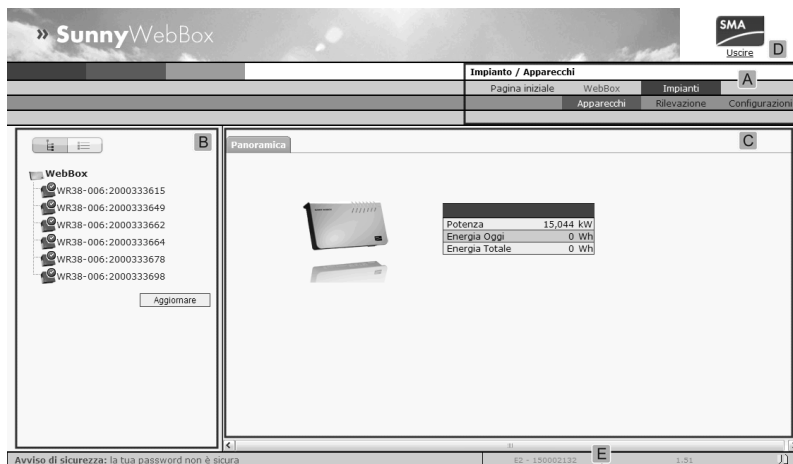 » SunnyWebBox
SMA
Uscire
D
Impianto / Apparecchi
A
Pagina iniziale WebBox Impianti
Apparecchi Rilevazione Configurazioni
B
Panoramica
C
WebBox
WR38-006:2000333615
WR38-006:2000333649
WR38-006:2000333662
WR38-006:2000333664
WR38-006:2000333678
WR38-006:2000333698
Aggiornare
Potenza 15,044 kW
Energia Oggi 0 Wh
Energia Totale 0 Wh
Avviso di sicurezza: la tua password non è sicura
E2 - 150002132
E
1.51